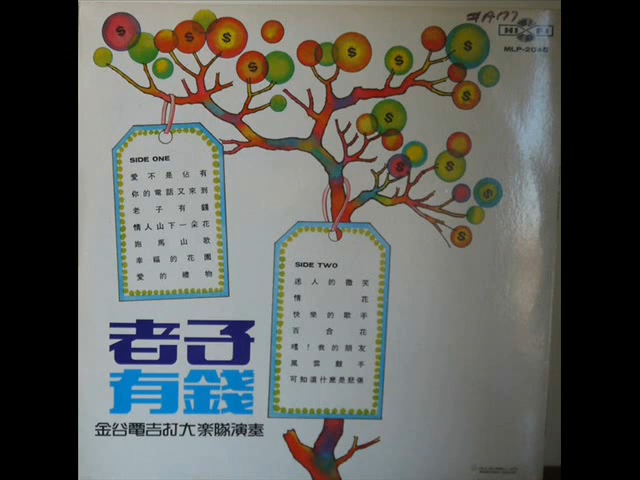 HI FI
MLP-2045
SIDE ONE
愛不是佔有
你的電話又來到
老子有錢
情人山下一朵花
跑馬山歌
幸福的花園
愛的禮物
SIDE TWO
迷人的微笑
情花
快樂的歌手
百合花
嘿！我的朋友
風雲雙手
可知道什麼是悲傷
老子
有錢
金谷電吉打大楽隊演奏